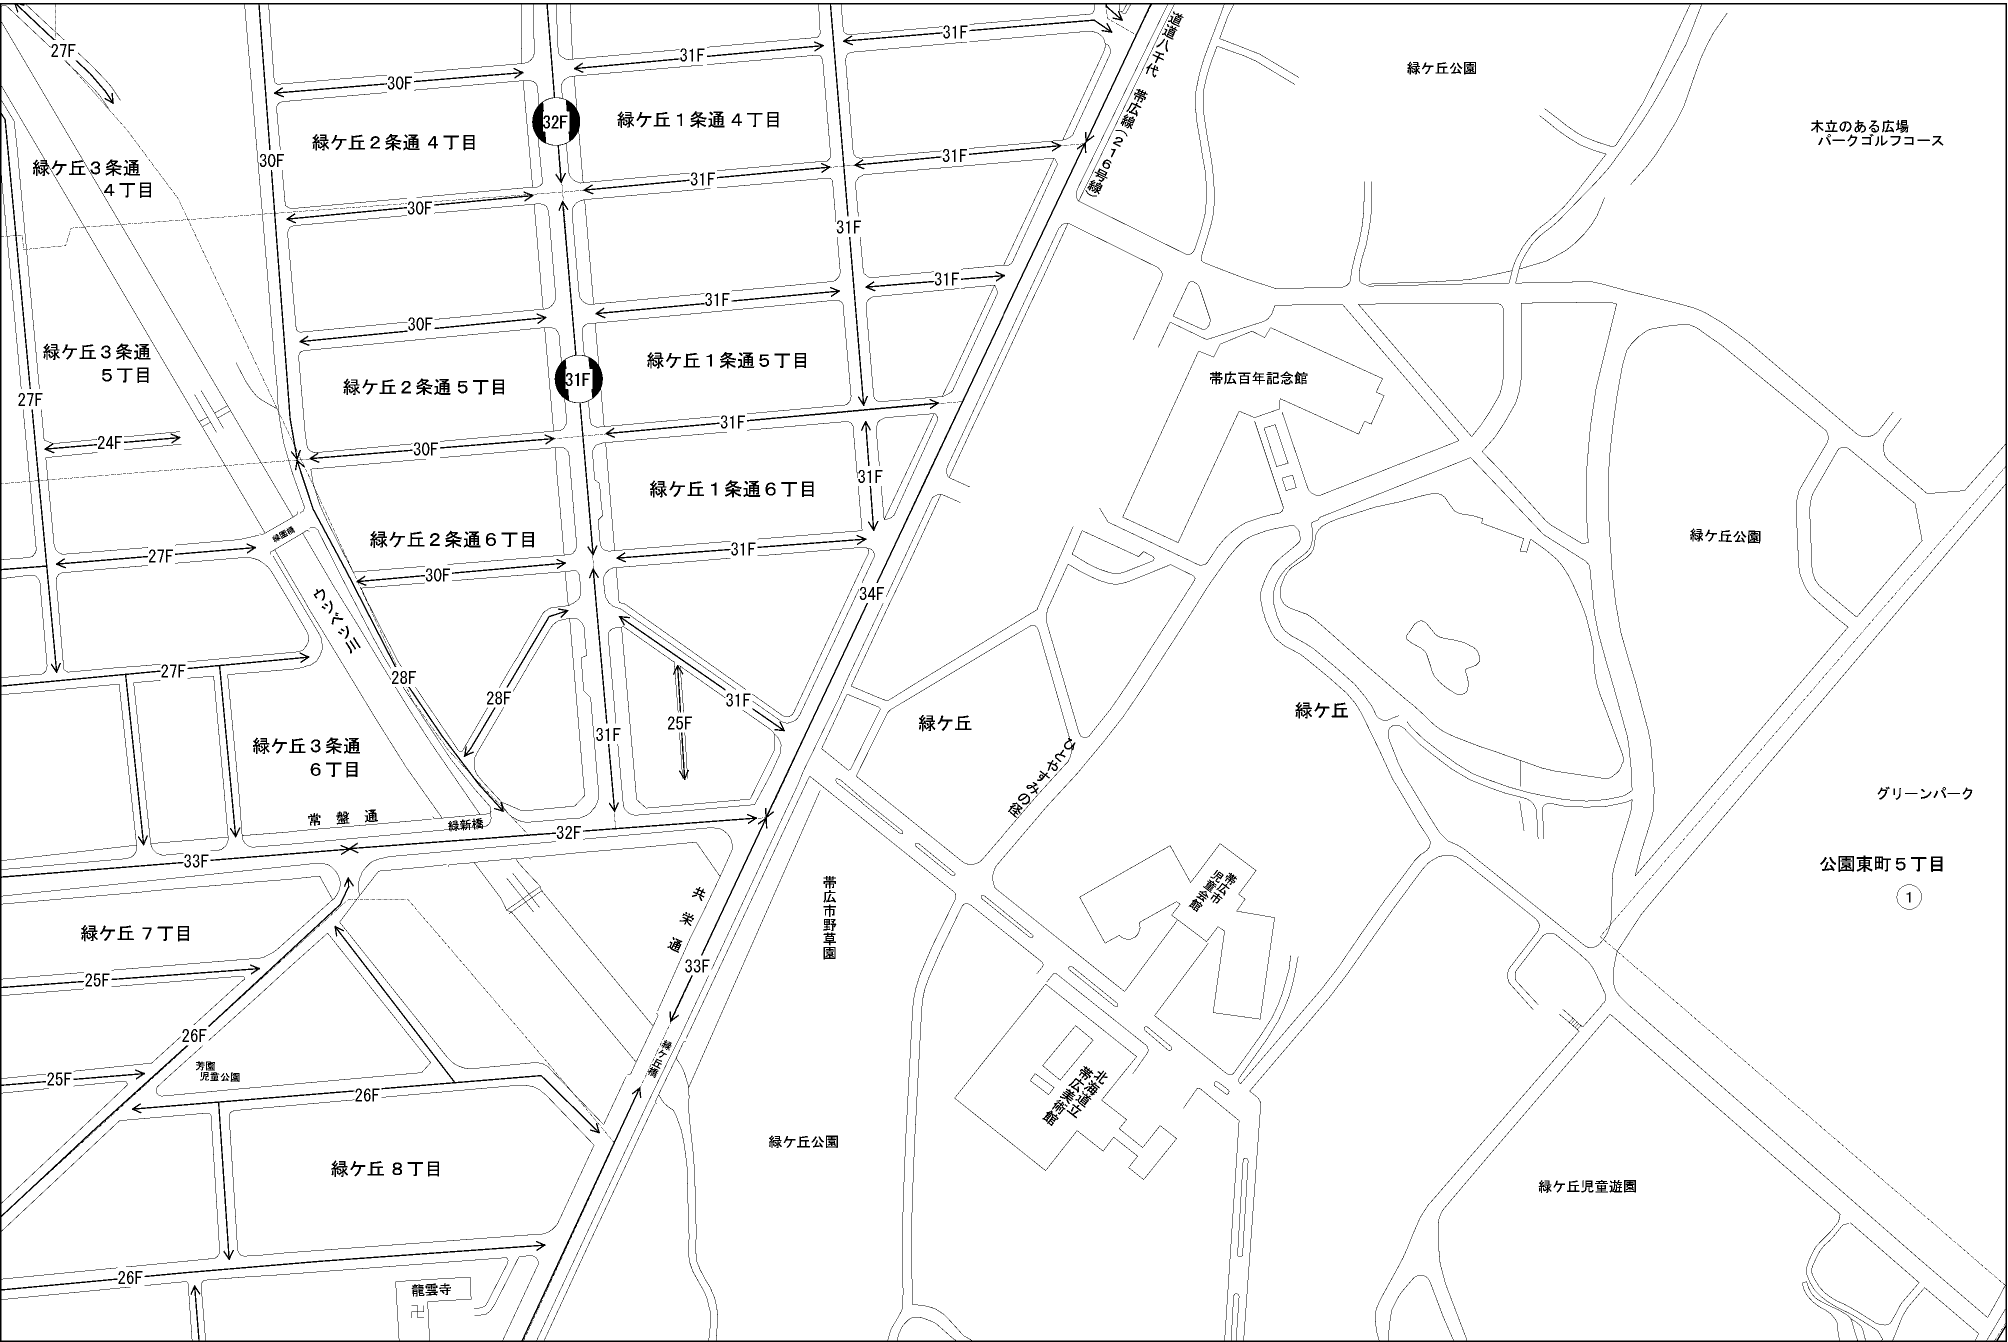 27F
30F
32F
31F
31F
道道八千代　帯広線(216号線)
緑ケ丘公園
木立のある広場
パークゴルフコース
緑ケ丘２条通４丁目
緑ケ丘１条通４丁目
緑ケ丘３条通
４丁目
30F
30F
31F
31F
31F
30F
31F
31F
緑ケ丘３条通
５丁目
27F
24F
緑ケ丘２条通５丁目
31F
緑ケ丘１条通５丁目
帯広百年記念館
30F
31F
31F
緑ケ丘１条通６丁目
緑ケ丘２条通６丁目
緑園橋
27F
30F
31F
34F
緑ケ丘公園
ウツベツ川
27F
28F
28F
31F
31F
25F
緑ケ丘
緑ケ丘
ひとやすみの径
緑ケ丘３条通
６丁目
常盤通
緑新橋
32F
33F
グリーンパーク
公園東町５丁目
1
共栄通
帯広市野草園
帯広市
児童会館
緑ケ丘７丁目
25F
33F
26F
緑ケ丘橋
芳園
児童公園
25F
26F
北海道立
帯広美術館
緑ケ丘公園
緑ケ丘８丁目
緑ケ丘児童遊園
26F
龍雲寺
卍